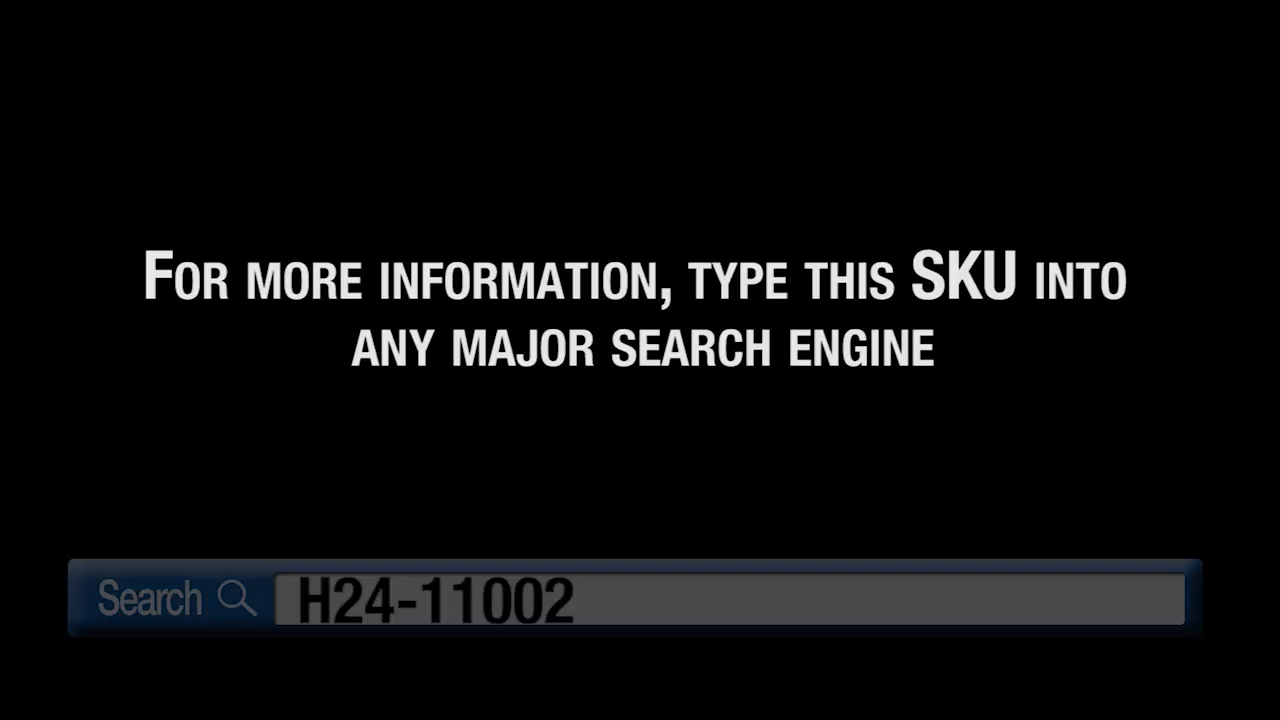 For more information, type this SKU into
any major search engine
Search H24-11002